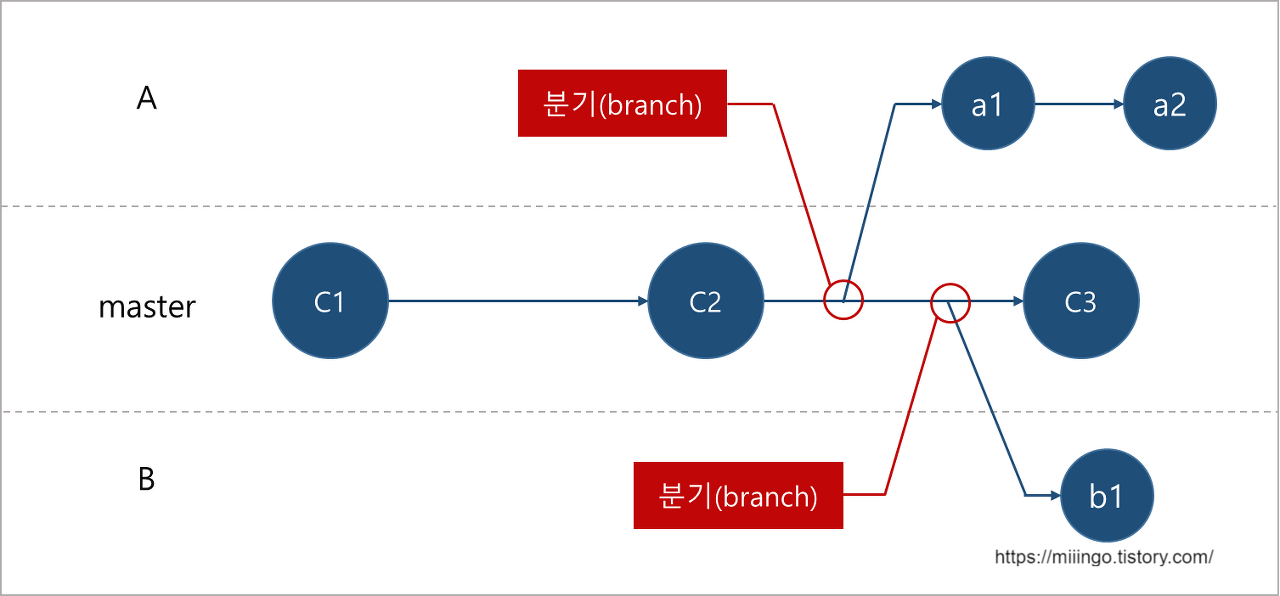 A
분기(branch)
a1
a2
master
C1
C2
C3
B
분기(branch)
b1
https://miiingo.tistory.com/